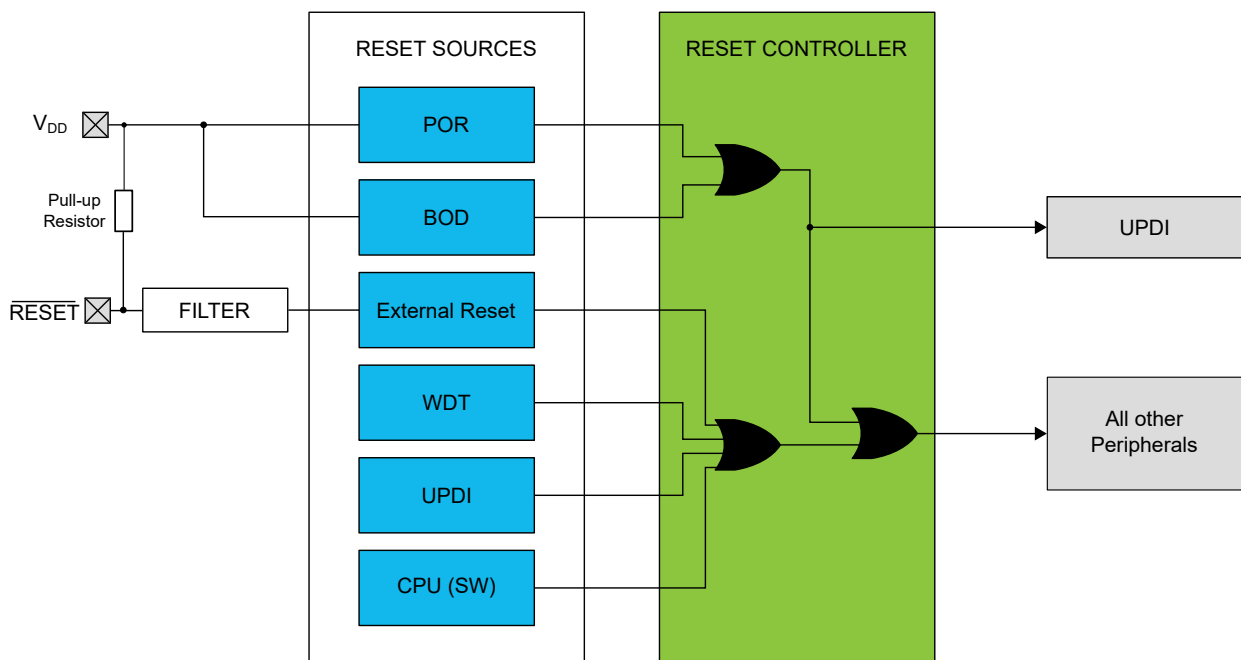 RESET SOURCES
RESET CONTROLLER
V_DD
POR
Pull-up
Resistor
BOD
UPDI
RESET
FILTER
External Reset
WDT
All other
Peripherals
UPDI
CPU (SW)